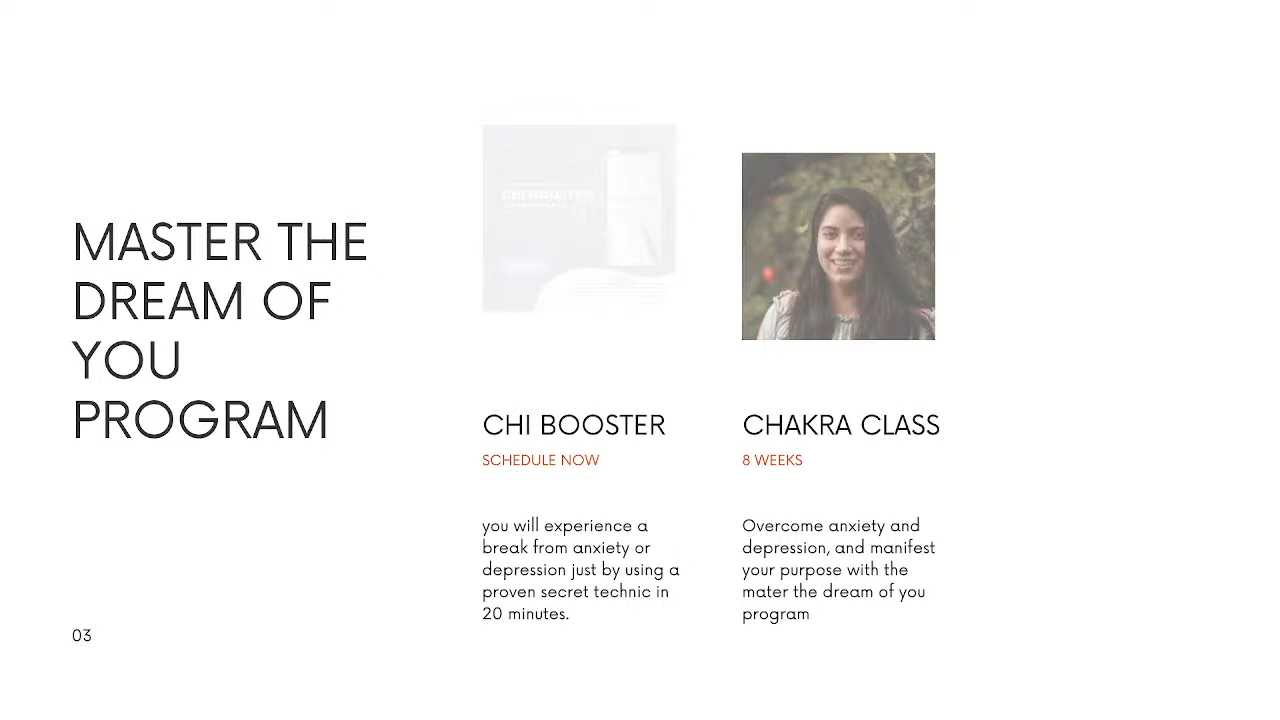 MASTER THE
DREAM OF
YOU
PROGRAM
03
CHI BOOSTER
CHI BOOSTER
SCHEDULE NOW
you will experience a
break from anxiety or
depression just by using a
proven secret technic in
20 minutes.
CHAKRA CLASS
8 WEEKS
Overcome anxiety and
depression, and manifest
your purpose with the
mater the dream of you
program